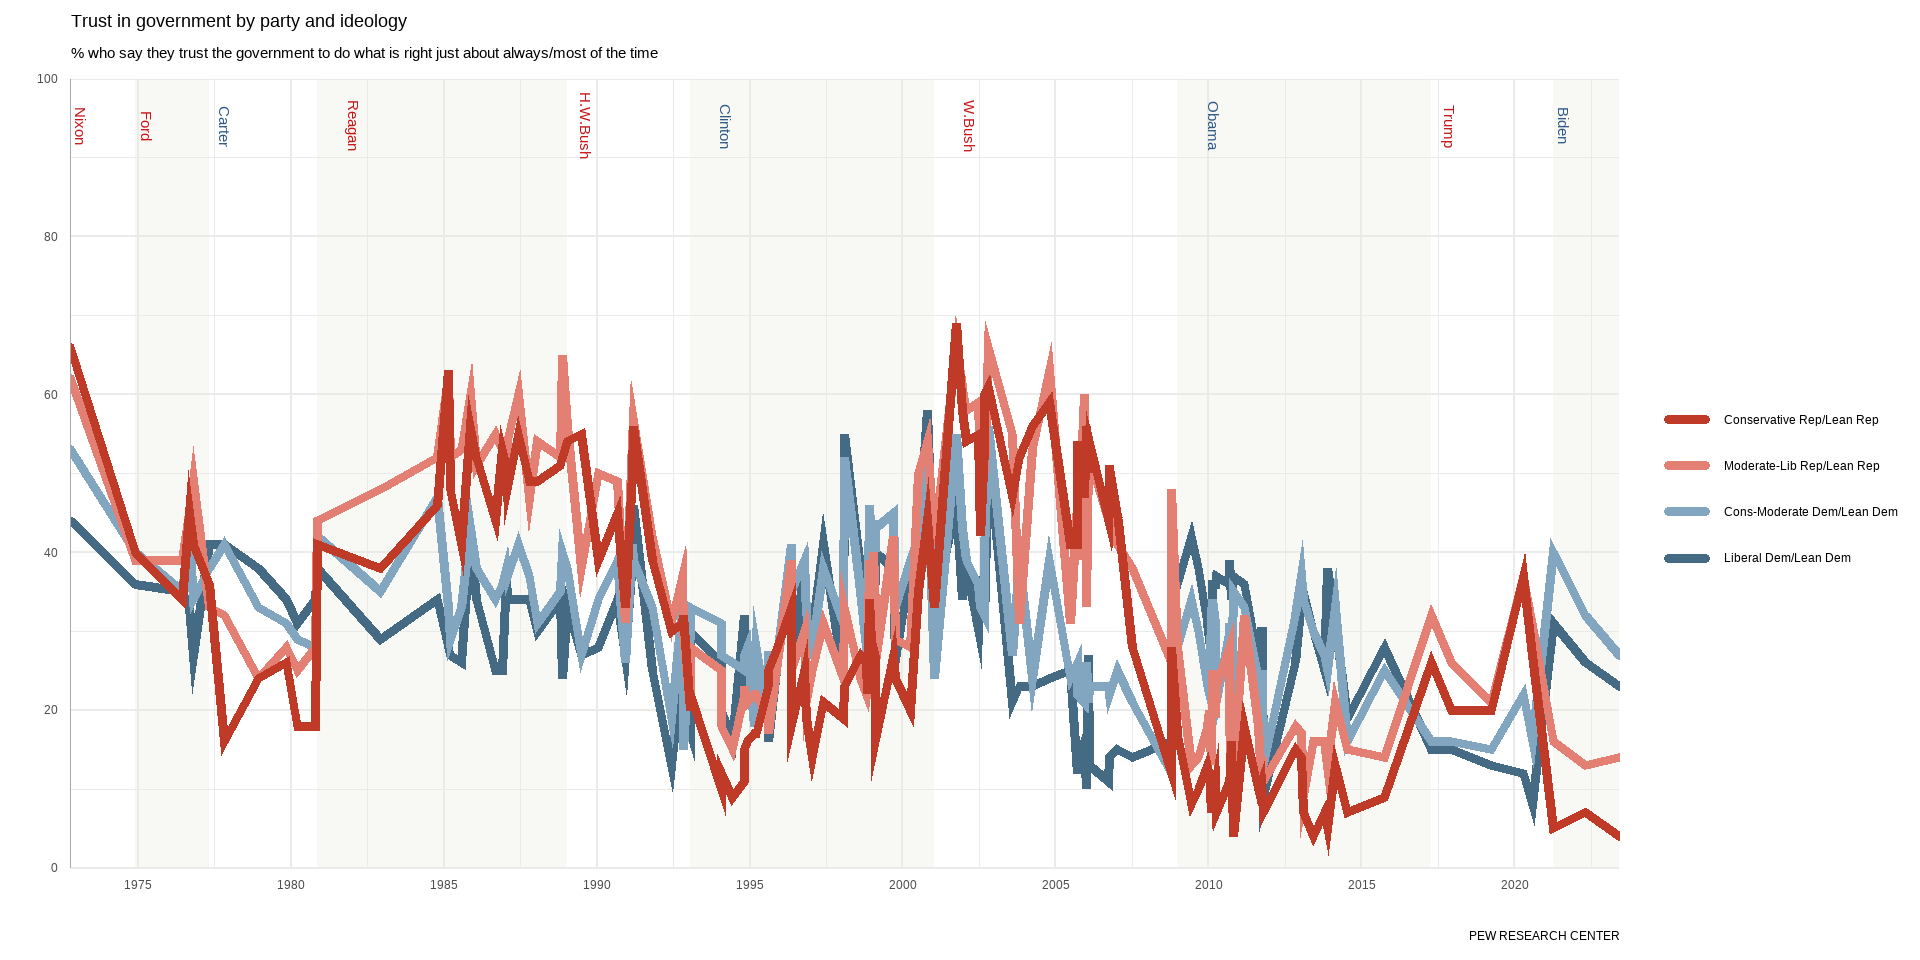 Trust in government by party and ideology
% who say they trust the government to do what is right just about always/most of the time
100
80
60
40
20
0
Nixon
Ford
Carter
Reagan
H.W.Bush
Clinton
W.Bush
Obama
Trump
Biden
1975
1980
1985
1990
1995
2000
2005
2010
2015
2020
Conservative Rep/Lean Rep
Moderate-Lib Rep/Lean Rep
Cons-Moderate Dem/Lean Dem
Liberal Dem/Lean Dem
PEW RESEARCH CENTER